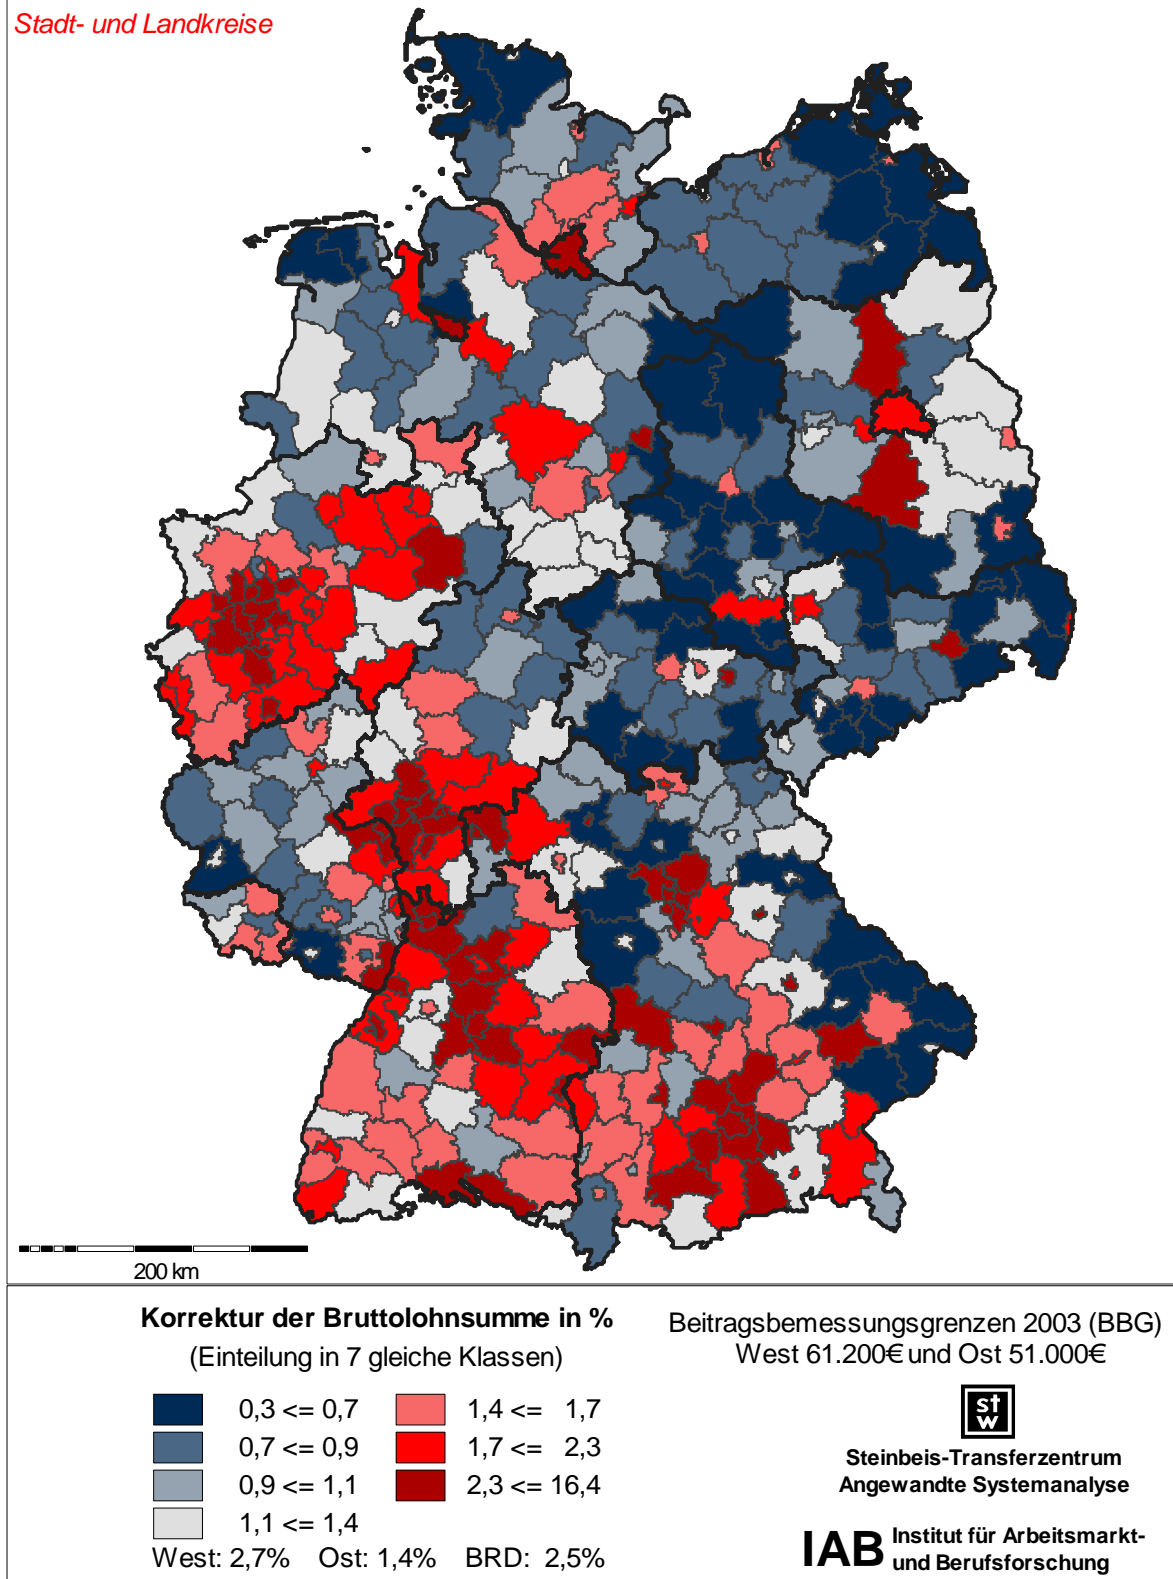 Stadt- und Landkreise
200 km
Korrektur der Bruttolohnsumme in %
(Einteilung in 7 gleiche Klassen)
0,3 <= 0,7
0,7 <= 0,9
0,9 <= 1,1
1,1 <= 1,4
1,4 <= 1,7
1,7 <= 2,3
2,3 <= 16,4
West: 2,7% Ost: 1,4% BRD: 2,5%
Beitragsbemessungsgrenzen 2003 (BBG)
West 61.200€ und Ost 51.000€
st
w
Steinbeis-Transferzentrum
Angewandte Systemanalyse
IAB Institut für Arbeitsmarkt-
und Berufsforschung